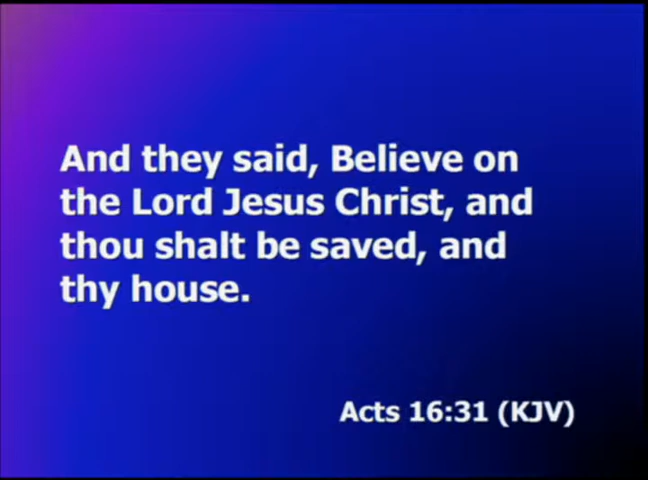 And they said, Believe on
the Lord Jesus Christ, and
thou shalt be saved, and
thy house.
Acts 16:31 (KJV)